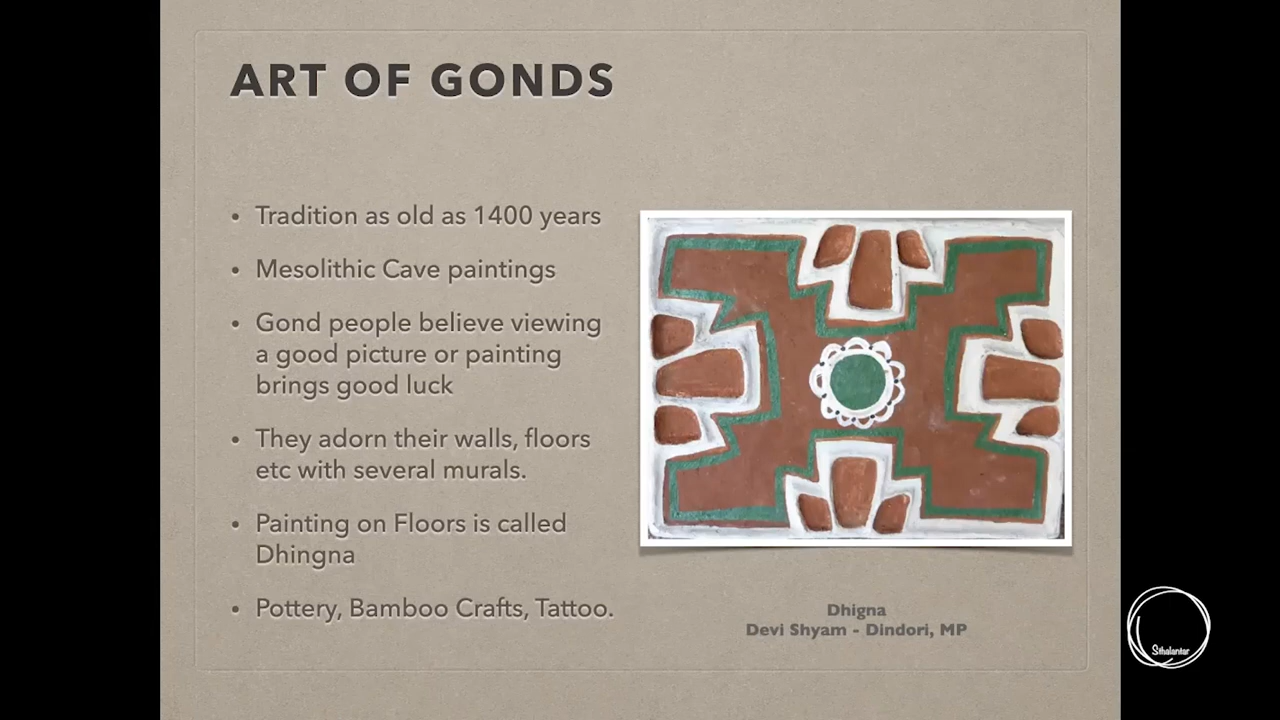 ART OF GONDS
• Tradition as old as 1400 years
• Mesolithic Cave paintings
• Gond people believe viewing
a good picture or painting
brings good luck
• They adorn their walls, floors
etc with several murals.
• Painting on Floors is called
Dhingna
• Pottery, Bamboo Crafts, Tattoo.
Dhigna
Devi Shyam - Dindori, MP
Sthalantar